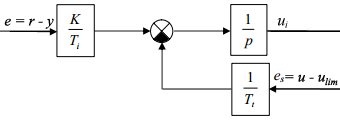 e = r - y
K
T_i
1
p
u_i
1
T_t
e_s = u - u_lim